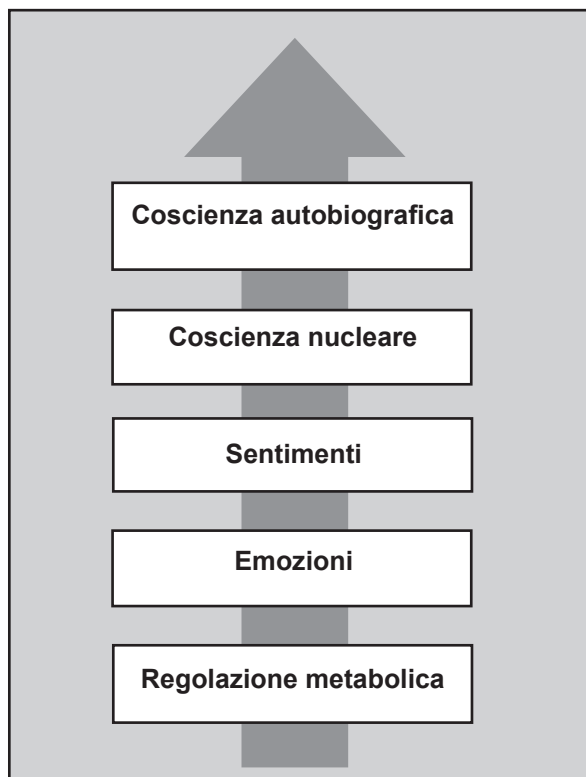 Coscienza autobiografica
Coscienza nucleare
Sentimenti
Emozioni
Regolazione metabolica